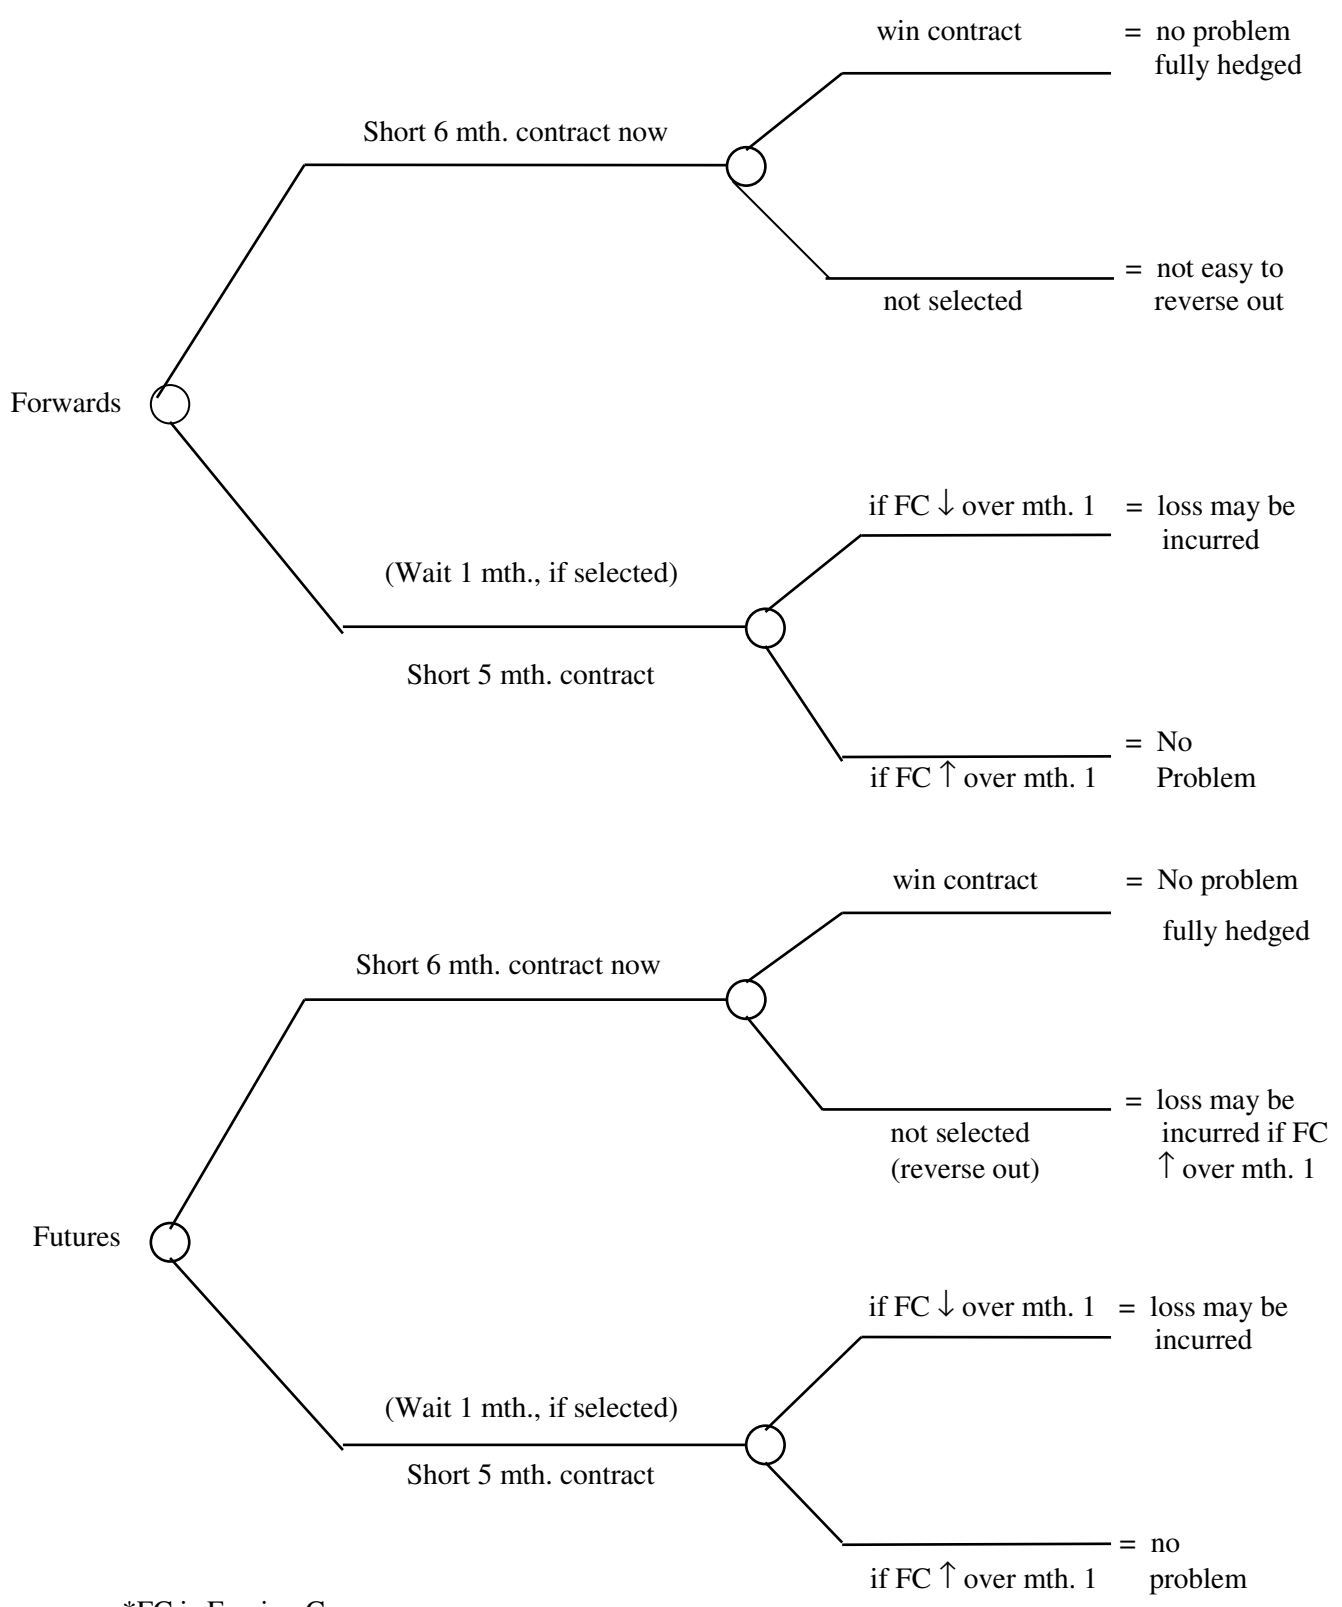 win contract = no problem
fully hedged
Short 6 mth. contract now
= not easy to
not selected reverse out
Forwards
if FC ↓ over mth. 1 = loss may be
incurred
(Wait 1 mth., if selected)
Short 5 mth. contract
= No
if FC ↑ over mth. 1 Problem
win contract = No problem
fully hedged
Short 6 mth. contract now
= loss may be
not selected incurred if FC
(reverse out) ↑ over mth. 1
Futures
if FC ↓ over mth. 1 = loss may be
incurred
(Wait 1 mth., if selected)
Short 5 mth. contract
= no
if FC ↑ over mth. 1 problem